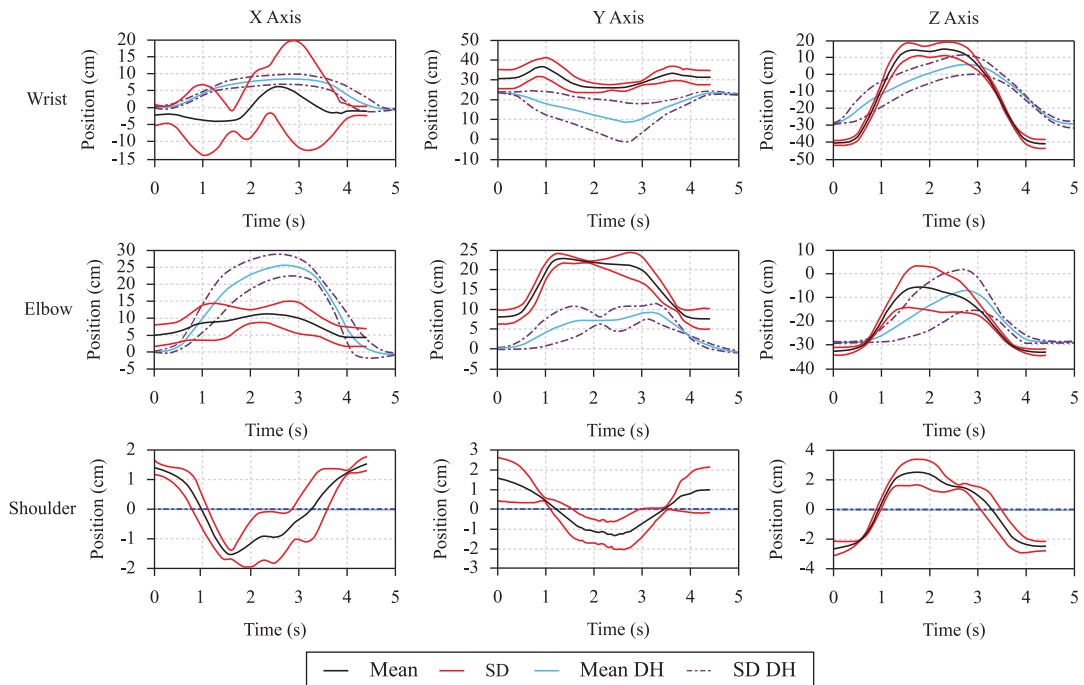 X Axis
Y Axis
Z Axis
Wrist
Position (cm)
20
15
10
5
0
-5
-10
-15
0 1 2 3 4 5
Time (s)
Position (cm)
50
40
30
20
10
0
-10
0 1 2 3 4 5
Time (s)
Position (cm)
20
10
0
-10
-20
-30
-40
-50
0 1 2 3 4 5
Time (s)
Elbow
Position (cm)
30
25
20
15
10
5
0
-5
0 1 2 3 4 5
Time (s)
Position (cm)
25
20
15
10
5
0
-5
0 1 2 3 4 5
Time (s)
Position (cm)
10
0
-10
-20
-30
-40
0 1 2 3 4 5
Time (s)
Shoulder
Position (cm)
2
1
0
-1
-2
0 1 2 3 4 5
Time (s)
Position (cm)
3
2
1
0
-1
-2
-3
0 1 2 3 4 5
Time (s)
Position (cm)
4
2
0
-2
-4
0 1 2 3 4 5
Time (s)
Mean SD Mean DH SD DH